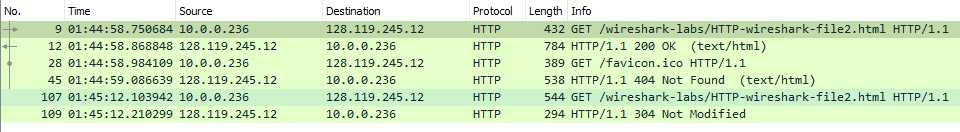 No. Time Source Destination Protocol Length Info
9 01:44:58.750684 10.0.0.236 128.119.245.12 HTTP 432 GET /wireshark-labs/HTTP-wireshark-file2.html HTTP/1.1
12 01:44:58.868848 128.119.245.12 10.0.0.236 HTTP 784 HTTP/1.1 200 OK (text/html)
28 01:44:58.984109 10.0.0.236 128.119.245.12 HTTP 389 GET /favicon.ico HTTP/1.1
45 01:44:59.086639 128.119.245.12 10.0.0.236 HTTP 538 HTTP/1.1 404 Not Found (text/html)
107 01:45:12.103942 10.0.0.236 128.119.245.12 HTTP 544 GET /wireshark-labs/HTTP-wireshark-file2.html HTTP/1.1
109 01:45:12.210299 128.119.245.12 10.0.0.236 HTTP 294 HTTP/1.1 304 Not Modified